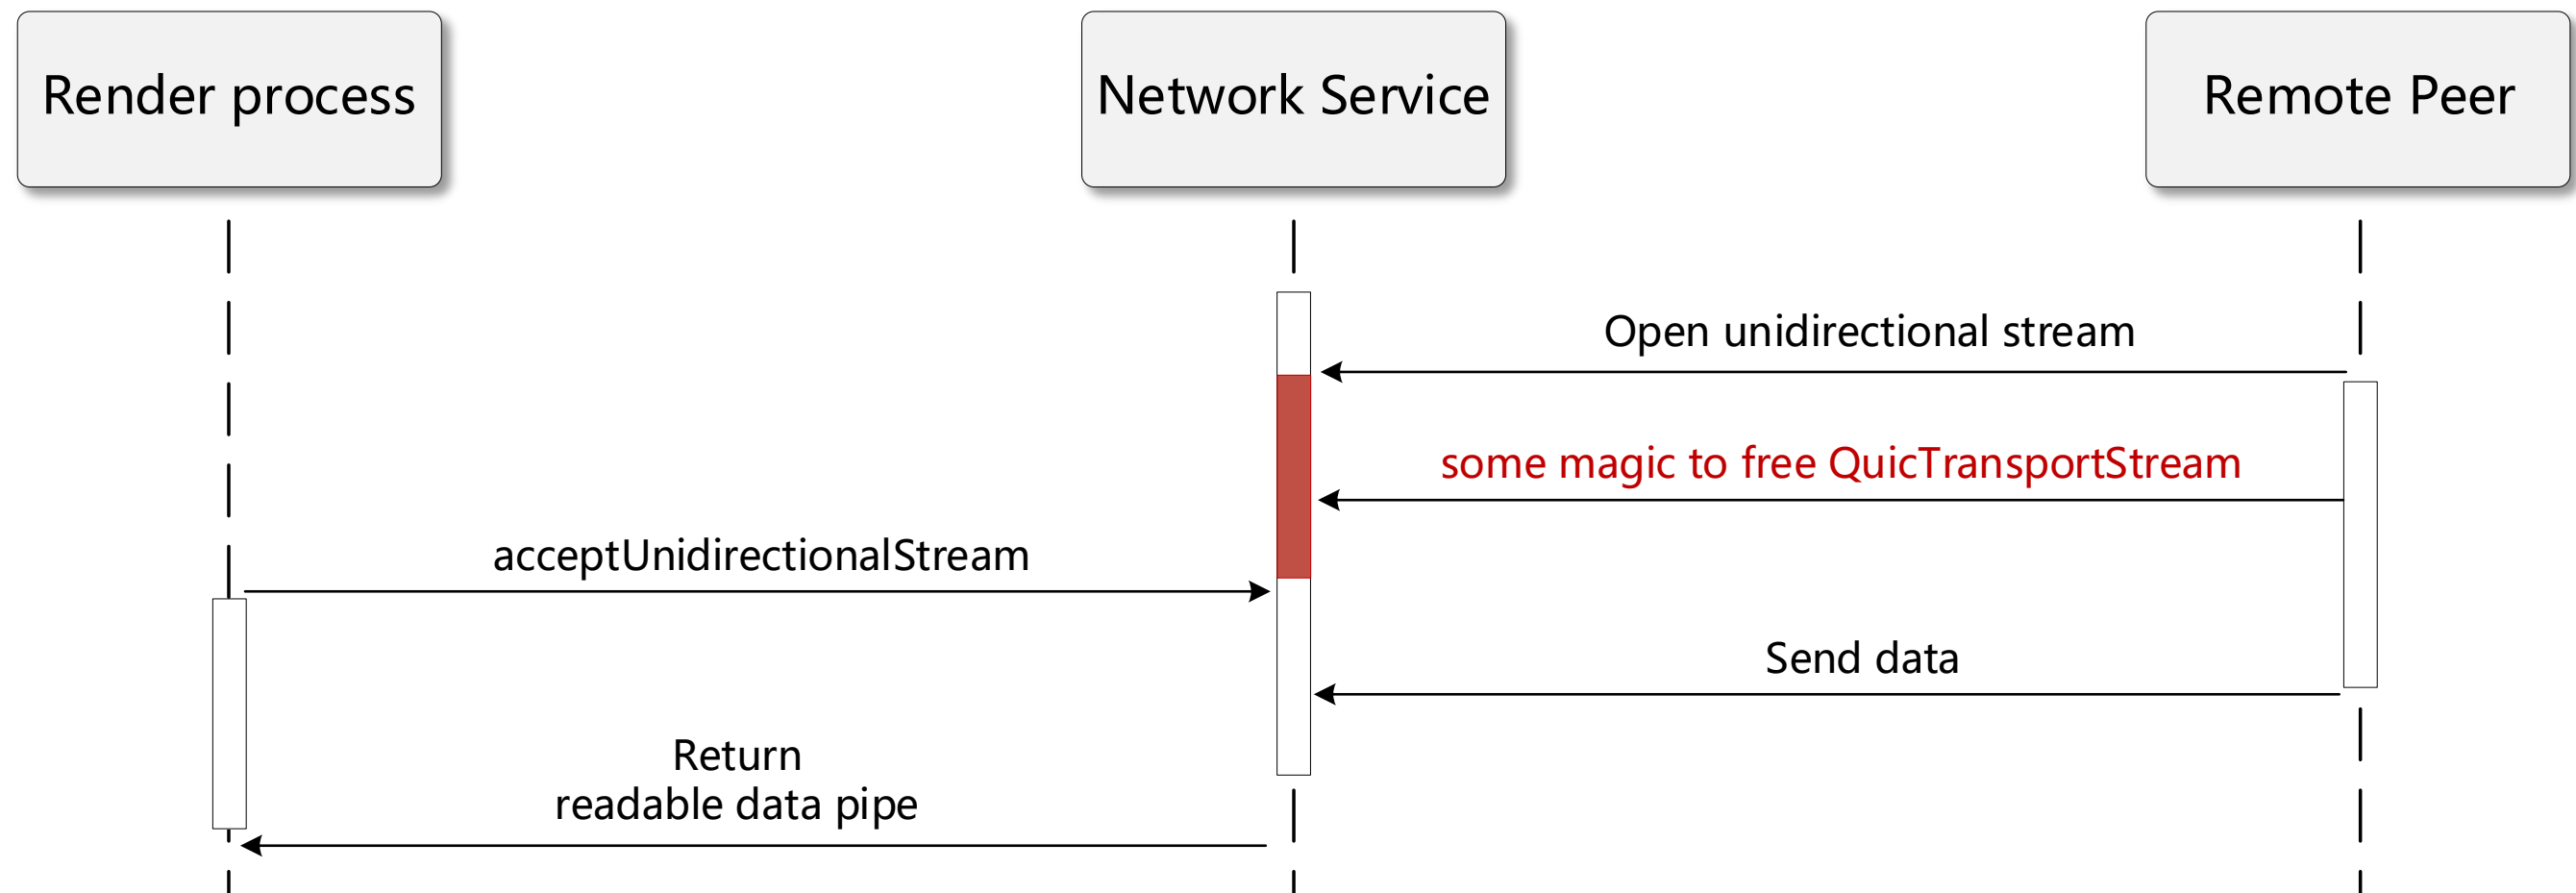 Render process
Network Service
Remote Peer
Open unidirectional stream
some magic to free QuicTransportStream
acceptUnidirectionalStream
Send data
Return
readable data pipe